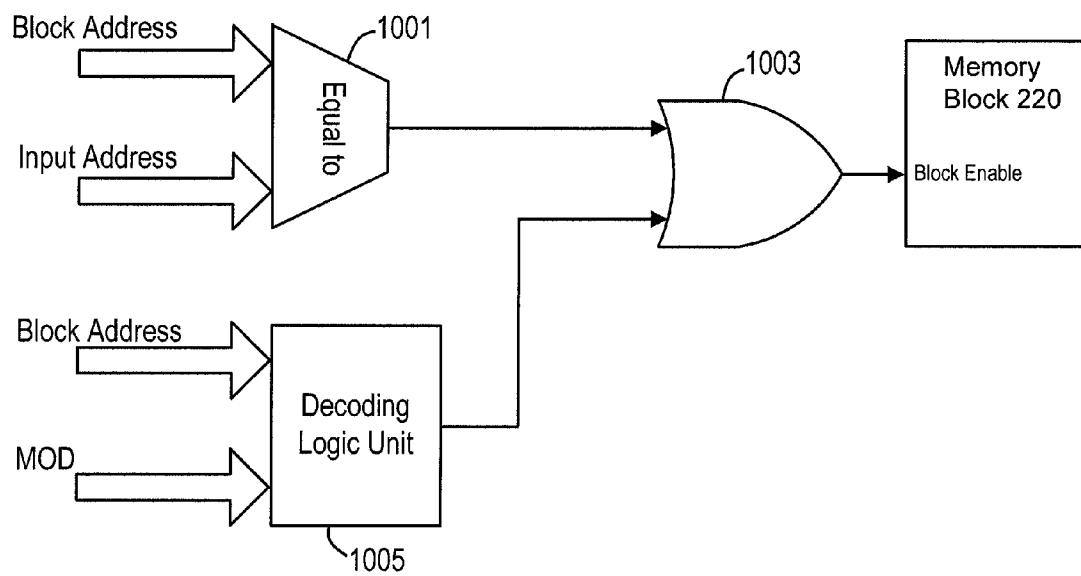 Block Address
1001
Equal to
Input Address
1003
Memory
Block 220
Block Enable
Block Address
Decoding
Logic Unit
MOD
1005